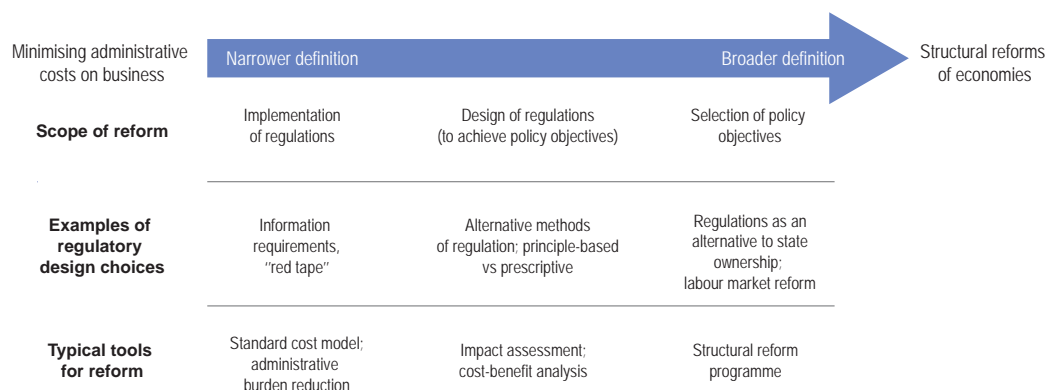 Minimising administrative
costs on business
Narrower definition
Broader definition
Structural reforms
of economies
Scope of reform
Implementation
of regulations
Design of regulations
(to achieve policy objectives)
Selection of policy
objectives
Examples of
regulatory
design choices
Information
requirements,
"red tape"
Alternative methods
of regulation; principle-based
vs prescriptive
Regulations as an
alternative to state
ownership;
labour market reform
Typical tools
for reform
Standard cost model;
administrative
burden reduction
Impact assessment;
cost-benefit analysis
Structural reform
programme